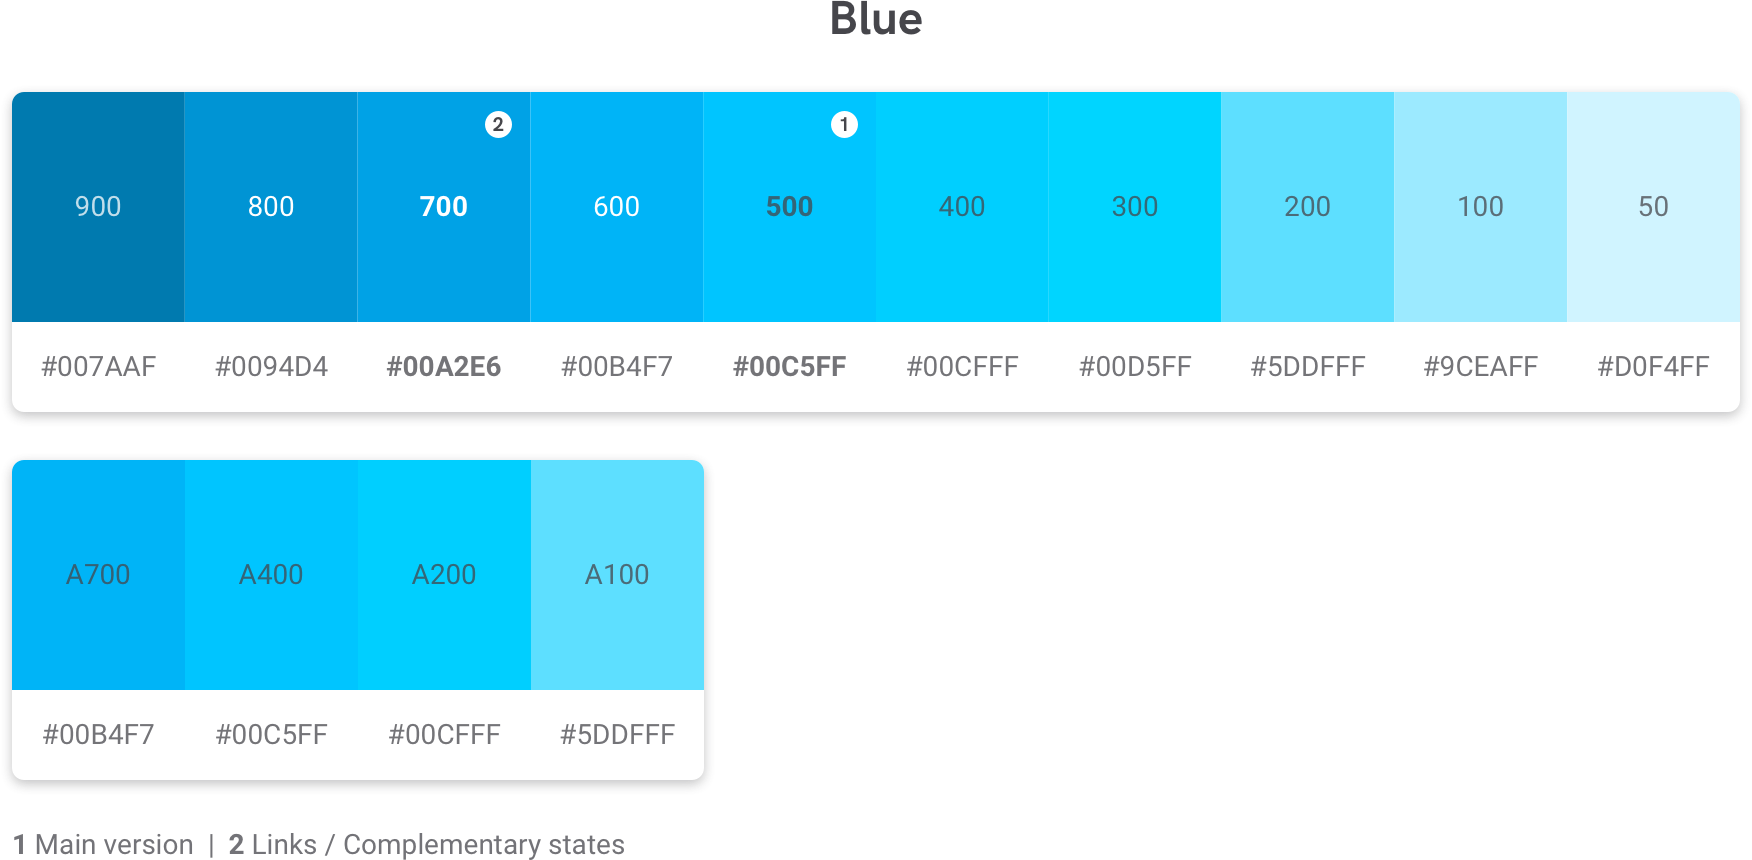 Blue
2 1
900 800 700 600 500 400 300 200 100 50
#007AAF #0094D4 #00A2E6 #00B4F7 #00C5FF #00CFFF #00D5FF #5DDFFF #9CEAFF #D0F4FF
A700 A400 A200 A100
#00B4F7 #00C5FF #00CFFF #5DDFFF
1 Main version | 2 Links / Complementary states